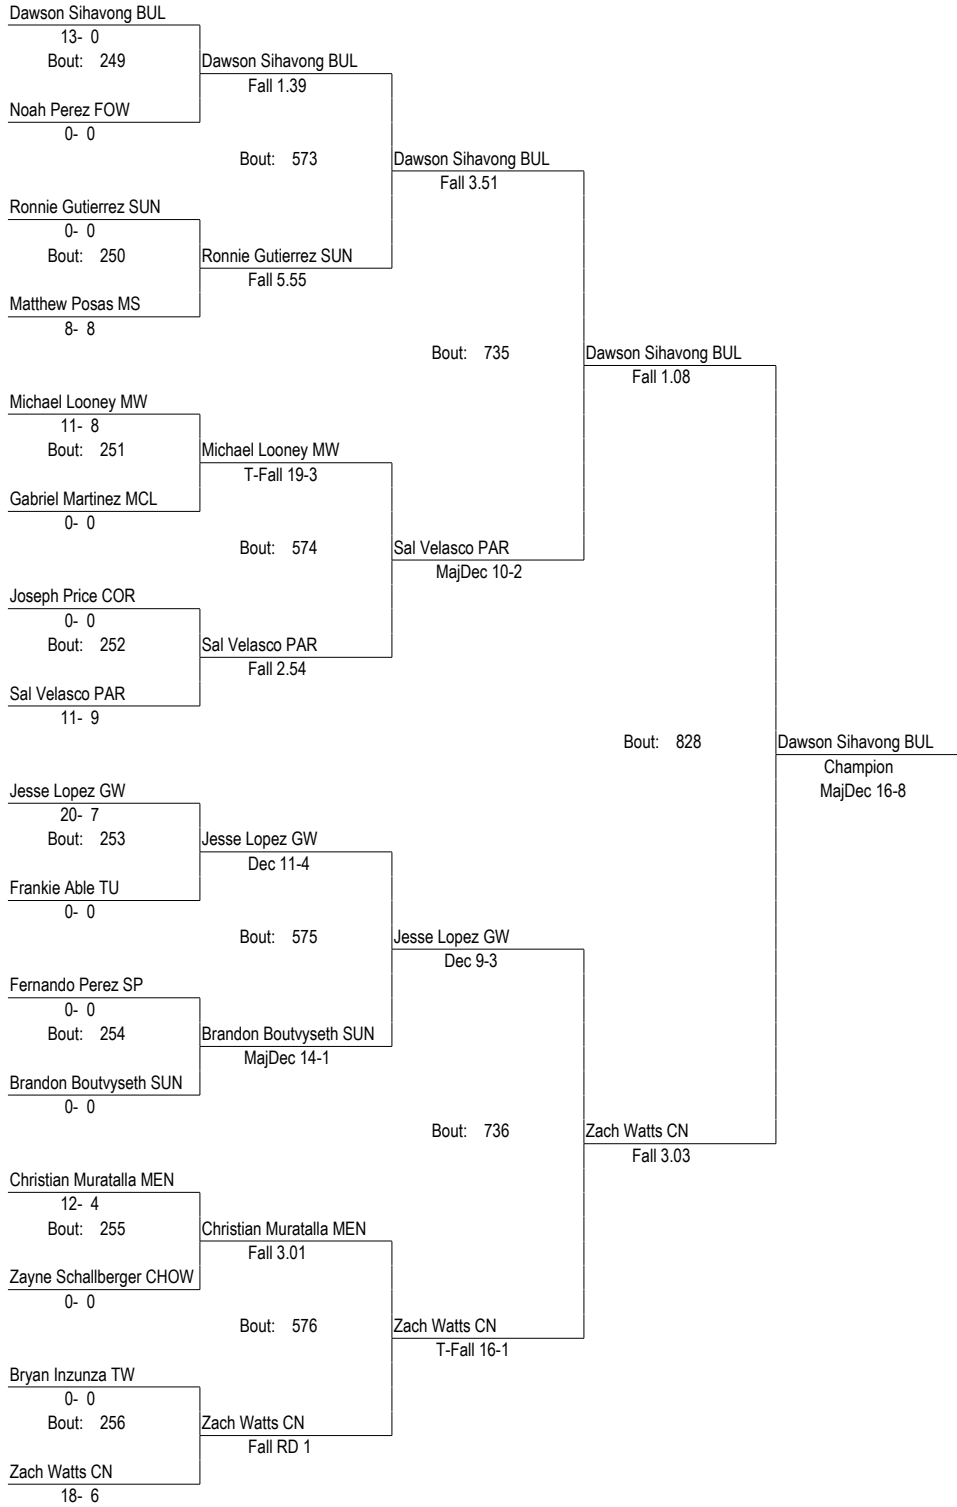 Dawson Sihavong BUL
13- 0
Bout: 249
Dawson Sihavong BUL
Fall 1.39
Noah Perez FOW
0- 0
Bout: 573
Dawson Sihavong BUL
Fall 3.51
Ronnie Gutierrez SUN
0- 0
Bout: 250
Ronnie Gutierrez SUN
Fall 5.55
Matthew Posas MS
8- 8
Bout: 735
Dawson Sihavong BUL
Fall 1.08
Michael Looney MW
11- 8
Bout: 251
Michael Looney MW
T-Fall 19-3
Gabriel Martinez MCL
0- 0
Bout: 574
Sal Velasco PAR
MajDec 10-2
Joseph Price COR
0- 0
Bout: 252
Sal Velasco PAR
Fall 2.54
Sal Velasco PAR
11- 9
Bout: 828
Dawson Sihavong BUL
Champion
MajDec 16-8
Jesse Lopez GW
20- 7
Bout: 253
Jesse Lopez GW
Dec 11-4
Frankie Able TU
0- 0
Bout: 575
Jesse Lopez GW
Dec 9-3
Fernando Perez SP
0- 0
Bout: 254
Brandon Boutvyseth SUN
MajDec 14-1
Brandon Boutvyseth SUN
0- 0
Bout: 736
Zach Watts CN
Fall 3.03
Christian Muratalla MEN
12- 4
Bout: 255
Christian Muratalla MEN
Fall 3.01
Zayne Schallberger CHOW
0- 0
Bout: 576
Zach Watts CN
T-Fall 16-1
Bryan Inzunza TW
0- 0
Bout: 256
Zach Watts CN
Fall RD 1
Zach Watts CN
18- 6